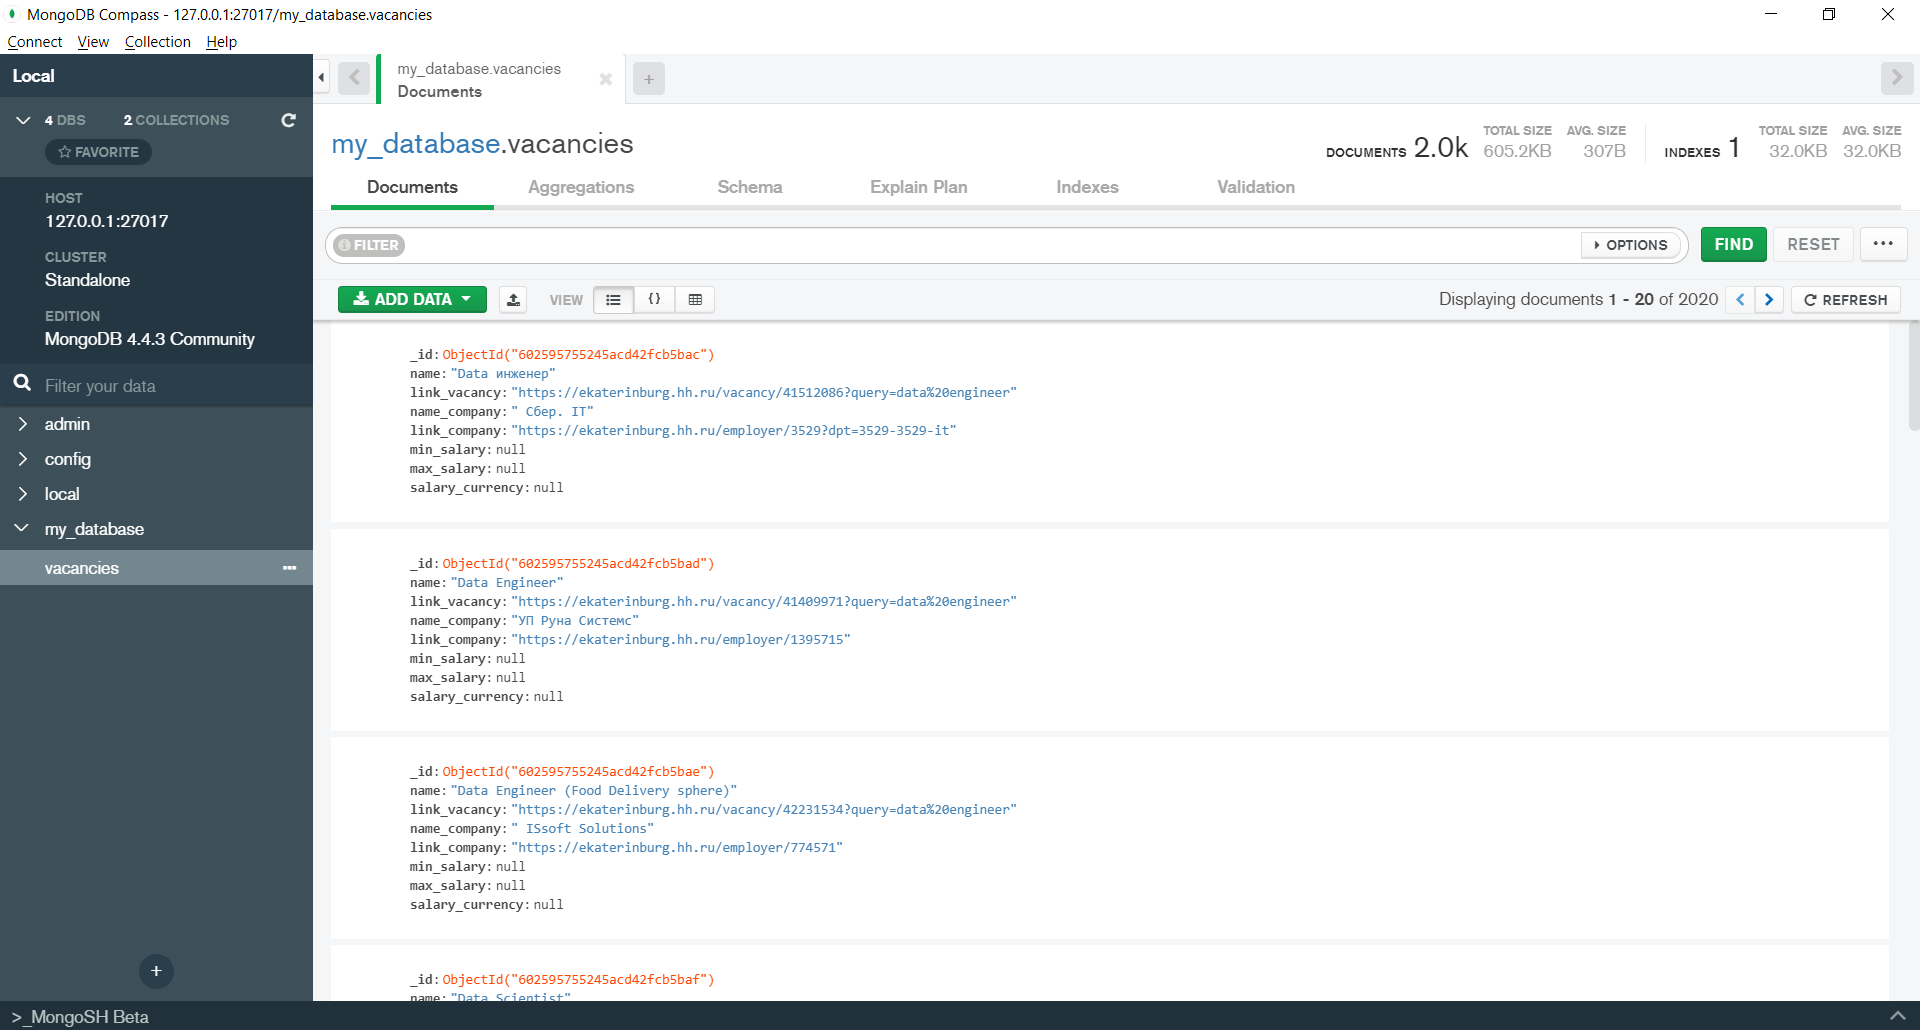 MongoDB Compass - 127.0.0.1:27017/my_database.vacancies
Connect View Collection Help
Local
my_database.vacancies
Documents
4 DBS 2 COLLECTIONS
FAVORITE
HOST
127.0.0.1:27017
CLUSTER
Standalone
EDITION
MongoDB 4.4.3 Community
Filter your data
admin
config
local
my_database
vacancies
>_MongoSH Beta
my_database.vacancies
DOCUMENTS 2.0k
TOTAL SIZE 605.2KB
AVG. SIZE 307B
INDEXES 1
TOTAL SIZE 32.0KB
AVG. SIZE 32.0KB
Documents Aggregations Schema Explain Plan Indexes Validation
FILTER OPTIONS FIND RESET
ADD DATA VIEW {} Displaying documents 1 - 20 of 2020 REFRESH
_id: ObjectId("602595755245acd42fcb5bac")
name: "Data инженер"
link_vacancy: "https://ekaterinburg.hh.ru/vacancy/41512086?query=data%20engineer"
name_company: " Сбер. IT"
link_company: "https://ekaterinburg.hh.ru/employer/3529?dpt=3529-3529-it"
min_salary: null
max_salary: null
salary_currency: null
_id: ObjectId("602595755245acd42fcb5bad")
name: "Data Engineer"
link_vacancy: "https://ekaterinburg.hh.ru/vacancy/41409971?query=data%20engineer"
name_company: "УП Руна Системс"
link_company: "https://ekaterinburg.hh.ru/employer/1395715"
min_salary: null
max_salary: null
salary_currency: null
_id: ObjectId("602595755245acd42fcb5bae")
name: "Data Engineer (Food Delivery sphere)"
link_vacancy: "https://ekaterinburg.hh.ru/vacancy/42231534?query=data%20engineer"
name_company: " ISsoft Solutions"
link_company: "https://ekaterinburg.hh.ru/employer/774571"
min_salary: null
max_salary: null
salary_currency: null
_id: ObjectId("602595755245acd42fcb5baf")
name: "Data Scientist"